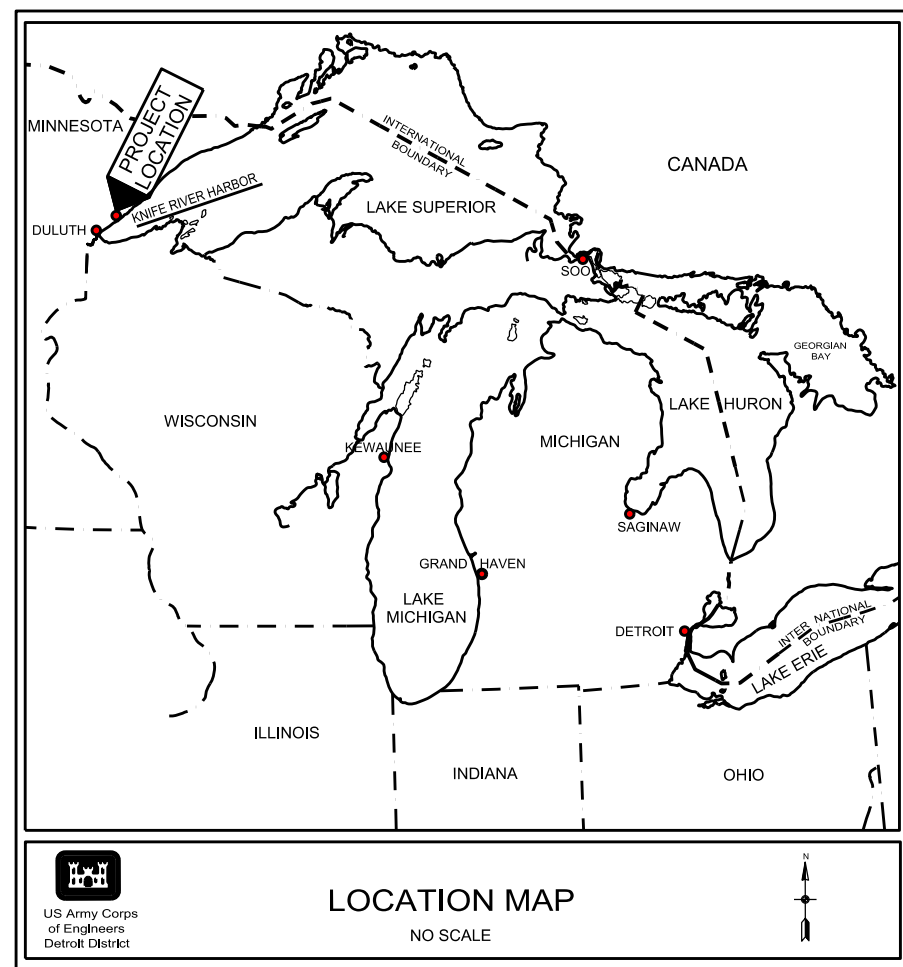 MINNESOTA
PROJECT
LOCATION
KNIFE RIVER HARBOR
DULUTH
INTERNATIONAL
BOUNDARY
CANADA
LAKE SUPERIOR
SOO
GEORGIAN
BAY
WISCONSIN
KEWAUNEE
MICHIGAN
LAKE HURON
SAGINAW
GRAND HAVEN
LAKE
MICHIGAN
DETROIT
INTER NATIONAL
BOUNDARY
LAKE ERIE
ILLINOIS
INDIANA
OHIO
US Army Corps
of Engineers
Detroit District
LOCATION MAP
NO SCALE
N